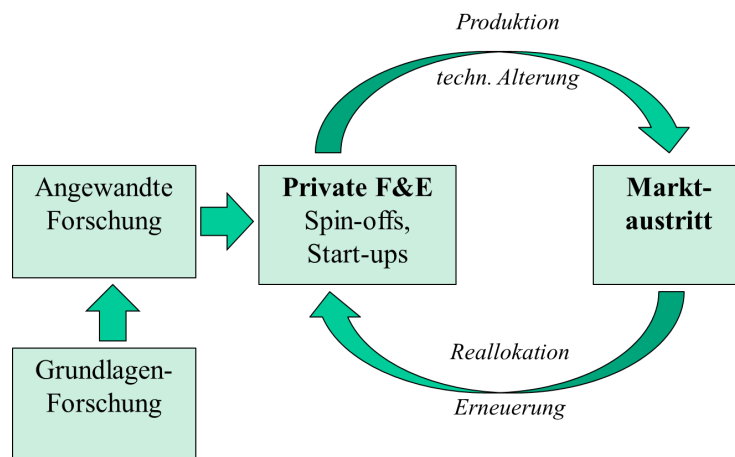 Produktion
techn. Alterung
Angewandte
Forschung
Private F&E
Spin-offs,
Start-ups
Markt-
austritt
Grundlagen-
Forschung
Reallokation
Erneuerung